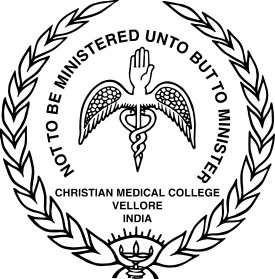 NOT TO BE MINISTERED UNTO BUT TO MINISTER
CHRISTIAN MEDICAL COLLEGE
VELLORE
INDIA